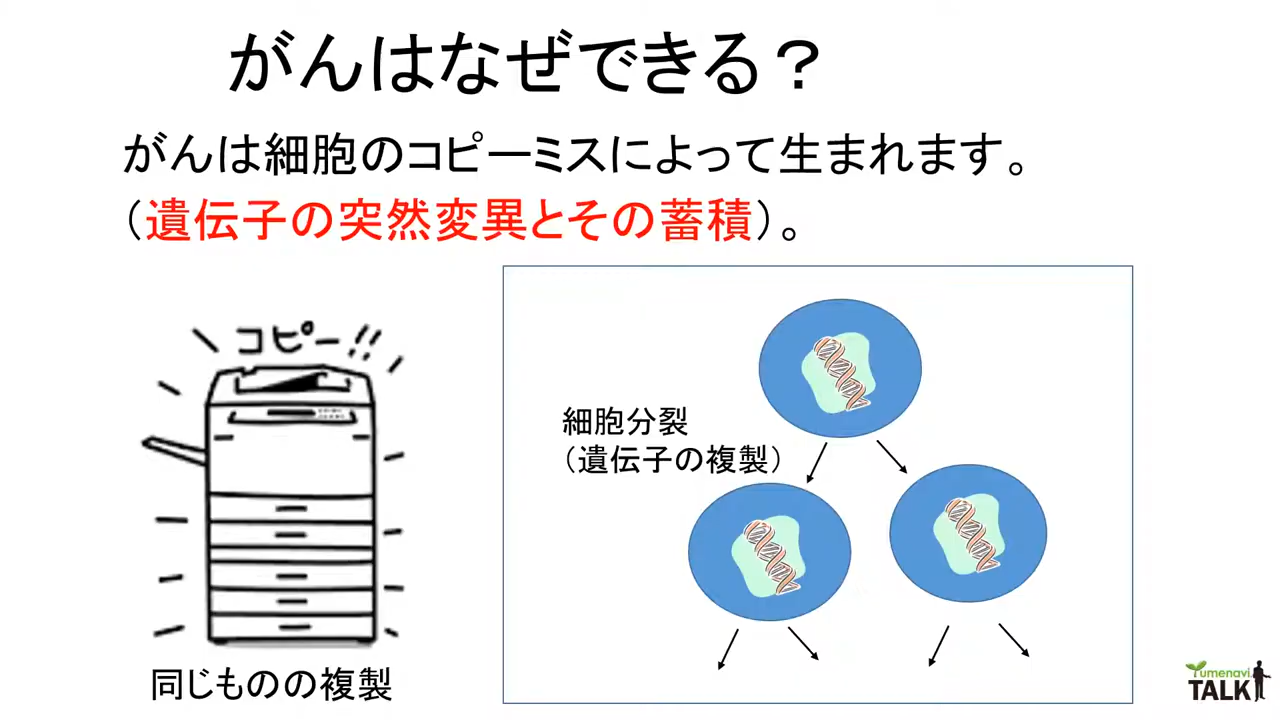 がんはなぜできる？
がんは細胞のコピーミスによって生まれます。
（遺伝子の突然変異とその蓄積）。
コピー!!
同じものの複製
細胞分裂
（遺伝子の複製）
Yumenavi
TALK